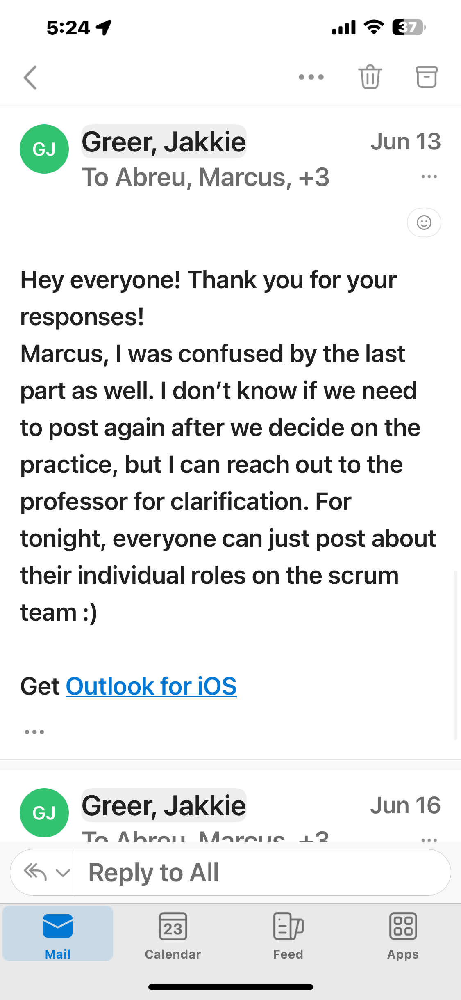 5:24
37
GJ
Greer, Jakkie
Jun 13
To Abreu, Marcus, +3
Hey everyone! Thank you for your
responses!
Marcus, I was confused by the last
part as well. I don’t know if we need
to post again after we decide on the
practice, but I can reach out to the
professor for clarification. For
tonight, everyone can just post about
their individual roles on the scrum
team :)
Get Outlook for iOS
GJ
Greer, Jakkie
Jun 16
To Abreu, Marcus, +3
Reply to All
23
Mail
Calendar
Feed
Apps